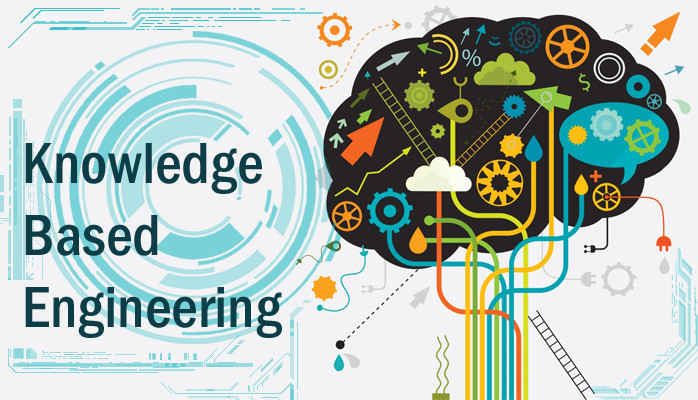 Knowledge
Based
Engineering
%
$